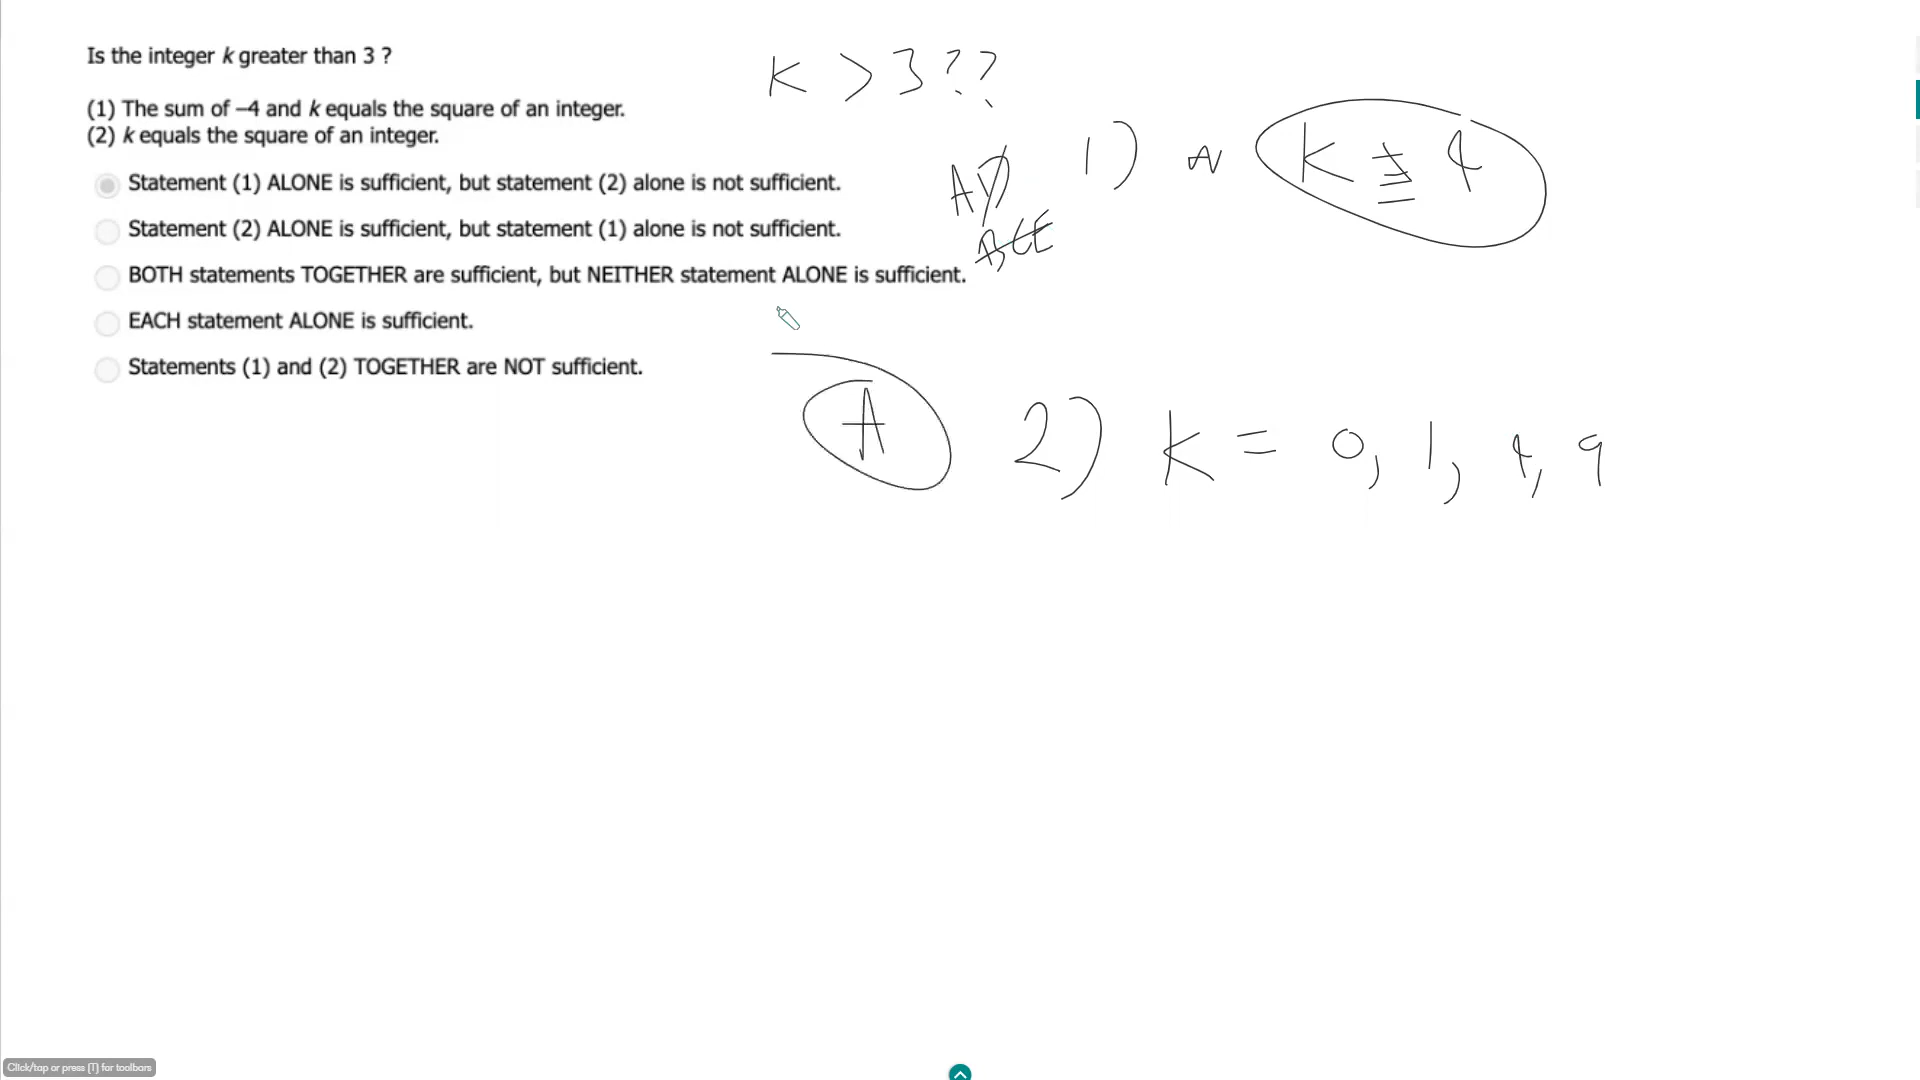 Is the integer k greater than 3 ?
(1) The sum of –4 and k equals the square of an integer.
(2) k equals the square of an integer.
Statement (1) ALONE is sufficient, but statement (2) alone is not sufficient.
Statement (2) ALONE is sufficient, but statement (1) alone is not sufficient.
BOTH statements TOGETHER are sufficient, but NEITHER statement ALONE is sufficient.
EACH statement ALONE is sufficient.
Statements (1) and (2) TOGETHER are NOT sufficient.
K > 3 ??
AD
BCE
1) K ≥ 4
A
2) K = 0, 1, 4, 9
Click/tap or press [T] for toolbars